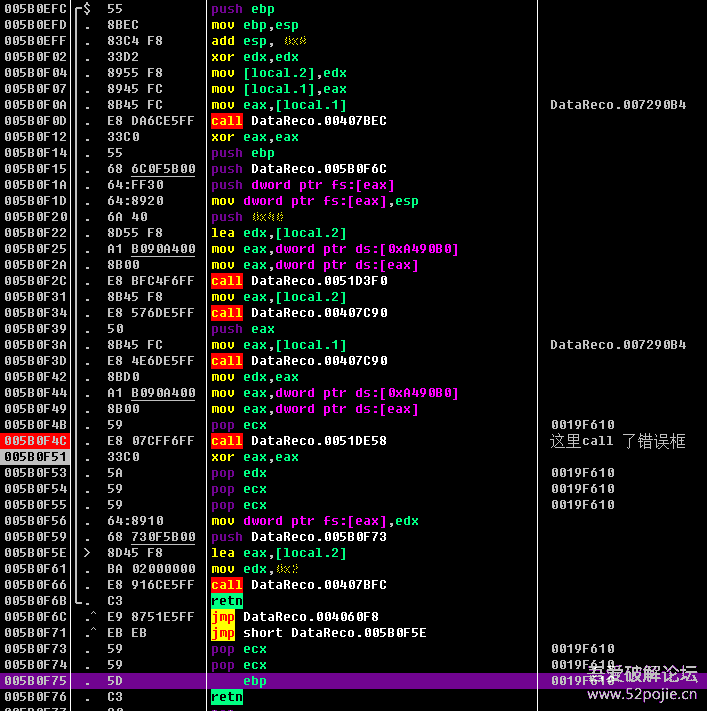 005B0EFC $ 55 push ebp
005B0EFD . 8BEC mov ebp,esp
005B0EFF . 83C4 F8 add esp, 
005B0F02 . 33D2 xor edx,edx
005B0F04 . 8955 F8 mov [local.2],edx
005B0F07 . 8945 FC mov [local.1],eax
005B0F0A . 8B45 FC mov eax,[local.1] DataReco.007290B4
005B0F0D . E8 DA6CE5FF call DataReco.00407BEC
005B0F12 . 33C0 xor eax,eax
005B0F14 . 55 push ebp
005B0F15 . 68 6C0F5B00 push DataReco.005B0F6C
005B0F1A . 64:FF30 push dword ptr fs:[eax]
005B0F1D . 64:8920 mov dword ptr fs:[eax],esp
005B0F20 . 6A 40 push 0x40
005B0F22 . 8D55 F8 lea edx,[local.2]
005B0F25 . A1 B090A400 mov eax,dword ptr ds:[0xA490B0]
005B0F2A . 8B00 mov eax,dword ptr ds:[eax]
005B0F2C . E8 BFC4F6FF call DataReco.0051D3F0
005B0F31 . 8B45 F8 mov eax,[local.2]
005B0F34 . E8 576DE5FF call DataReco.00407C90
005B0F39 . 50 push eax
005B0F3A . 8B45 FC mov eax,[local.1] DataReco.007290B4
005B0F3D . E8 4E6DE5FF call DataReco.00407C90
005B0F42 . 8BD0 mov edx,eax
005B0F44 . A1 B090A400 mov eax,dword ptr ds:[0xA490B0]
005B0F49 . 8B00 mov eax,dword ptr ds:[eax]
005B0F4B . 59 pop ecx 0019F610
005B0F4C . E8 07CFF6FF call DataReco.0051DE58 这里call 了错误框
005B0F51 . 33C0 xor eax,eax
005B0F53 . 5A pop edx 0019F610
005B0F54 . 59 pop ecx 0019F610
005B0F55 . 59 pop ecx 0019F610
005B0F56 . 64:8910 mov dword ptr fs:[eax],edx
005B0F59 . 68 730F5B00 push DataReco.005B0F73
005B0F5E > 8D45 F8 lea eax,[local.2]
005B0F61 . BA 02000000 mov edx,0x2
005B0F66 . E8 916CE5FF call DataReco.00407BFC
005B0F6B . C3 retn
005B0F6C .^ E9 8751E5FF jmp DataReco.004060F8
005B0F71 .^ EB EB jmp short DataReco.005B0F5E
005B0F73 . 59 pop ecx 0019F610
005B0F74 . 59 pop ecx 0019F610
005B0F75 . 5D ebp 0019F610
005B0F76 . C3 retn
吾爱破解论坛
www.52pojie.cn